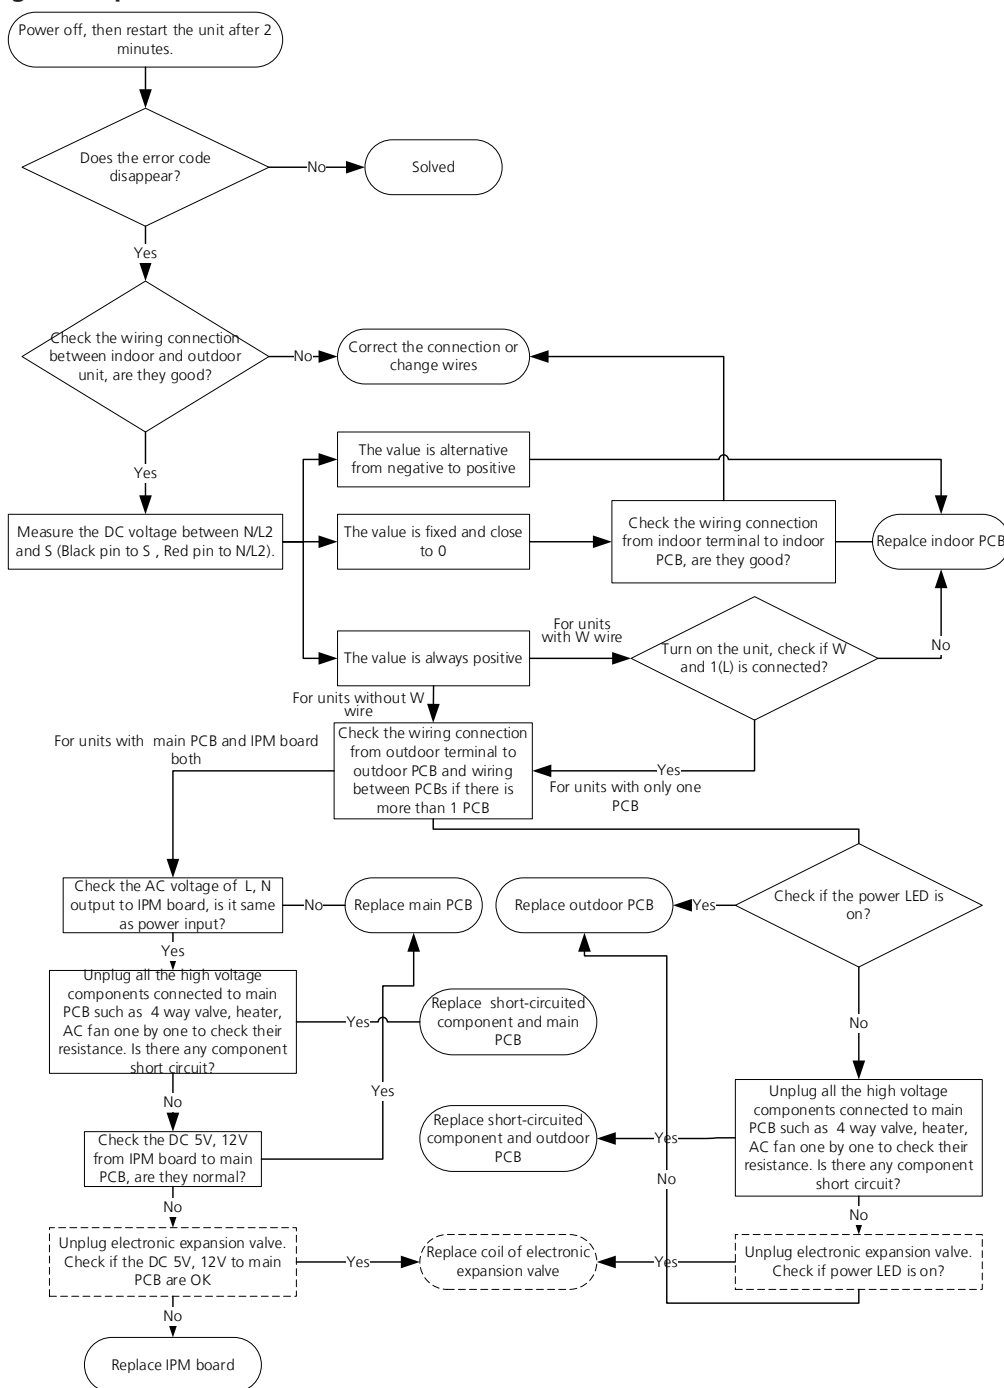 Power off, then restart the unit after 2
minutes.
Does the error code
disappear?
No
Solved
Yes
Check the wiring connection
between indoor and outdoor
unit, are they good?
No
Correct the connection or
change wires
Yes
The value is alternative
from negative to positive
Measure the DC voltage between N/L2
and S (Black pin to S , Red pin to N/L2).
The value is fixed and close
to 0
Check the wiring connection
from indoor terminal to indoor
PCB, are they good?
Repalce indoor PCB
The value is always positive
For units
with W wire
Turn on the unit, check if W
and 1(L) is connected?
No
For units without W
wire
For units with  main PCB and IPM board
both
Check the wiring connection
from outdoor terminal to
outdoor PCB and wiring
between PCBs if there is
more than 1 PCB
Yes
For units with only one
PCB
Check the AC voltage of  L, N
output to IPM board, is it same
as power input?
No
Replace main PCB
Replace outdoor PCB
Yes
Check if the power LED is
on?
Yes
Unplug all the high voltage
components connected to main
PCB such as  4 way valve, heater,
AC fan one by one to check their
resistance. Is there any component
short circuit?
Yes
Replace  short-circuited
component and main
PCB
No
Yes
No
Check the DC 5V, 12V
from IPM board to main
PCB, are they normal?
Replace short-circuited
component and outdoor
PCB
Yes
Unplug all the high voltage
components connected to main
PCB such as  4 way valve, heater,
AC fan one by one to check their
resistance. Is there any component
short circuit?
No
No
No
Unplug electronic expansion valve.
Check if the DC 5V, 12V to main
PCB are OK
Yes
Replace coil of electronic
expansion valve
Yes
Unplug electronic expansion valve.
Check if power LED is on?
No
Replace IPM board